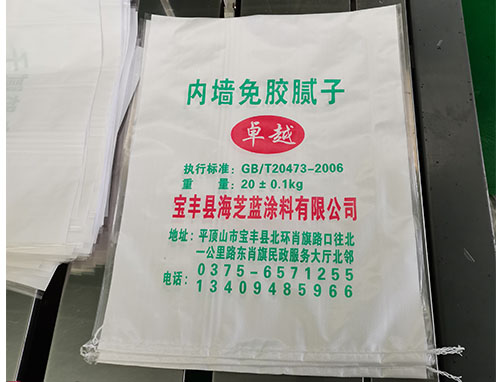 内墙免胶腻子
卓越
执行标准：GB/T20473-2006
重　　量：20±0.1kg
宝丰县海芝蓝涂料有限公司
地址：平顶山市宝丰县北环肖旗路口往北
一公里路东肖旗民政服务大厅北邻
电话：0375-6571255
13409485966